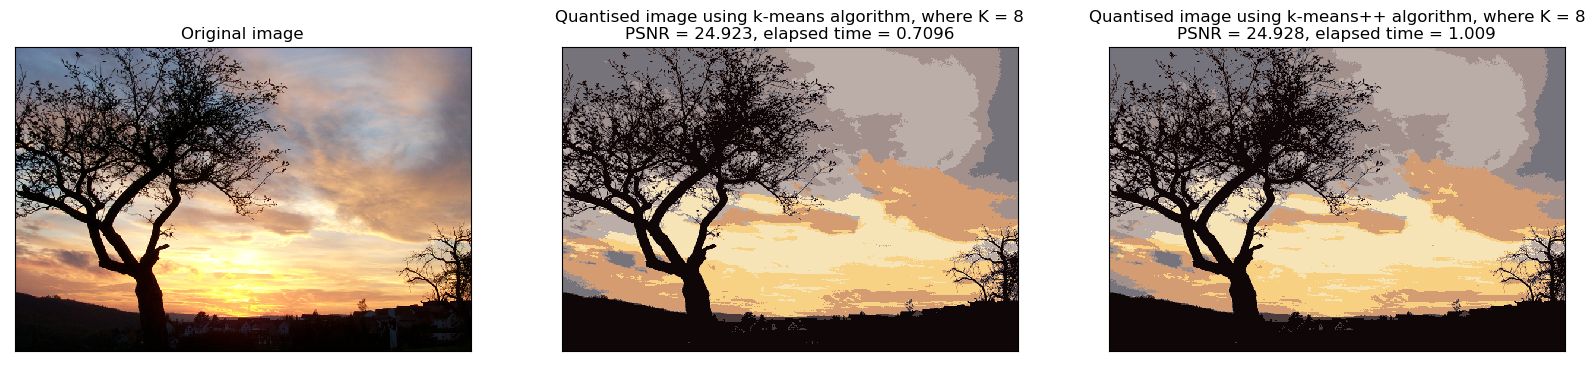 Original image
Quantised image using k-means algorithm, where K = 8
PSNR = 24.923, elapsed time = 0.7096
Quantised image using k-means++ algorithm, where K = 8
PSNR = 24.928, elapsed time = 1.009